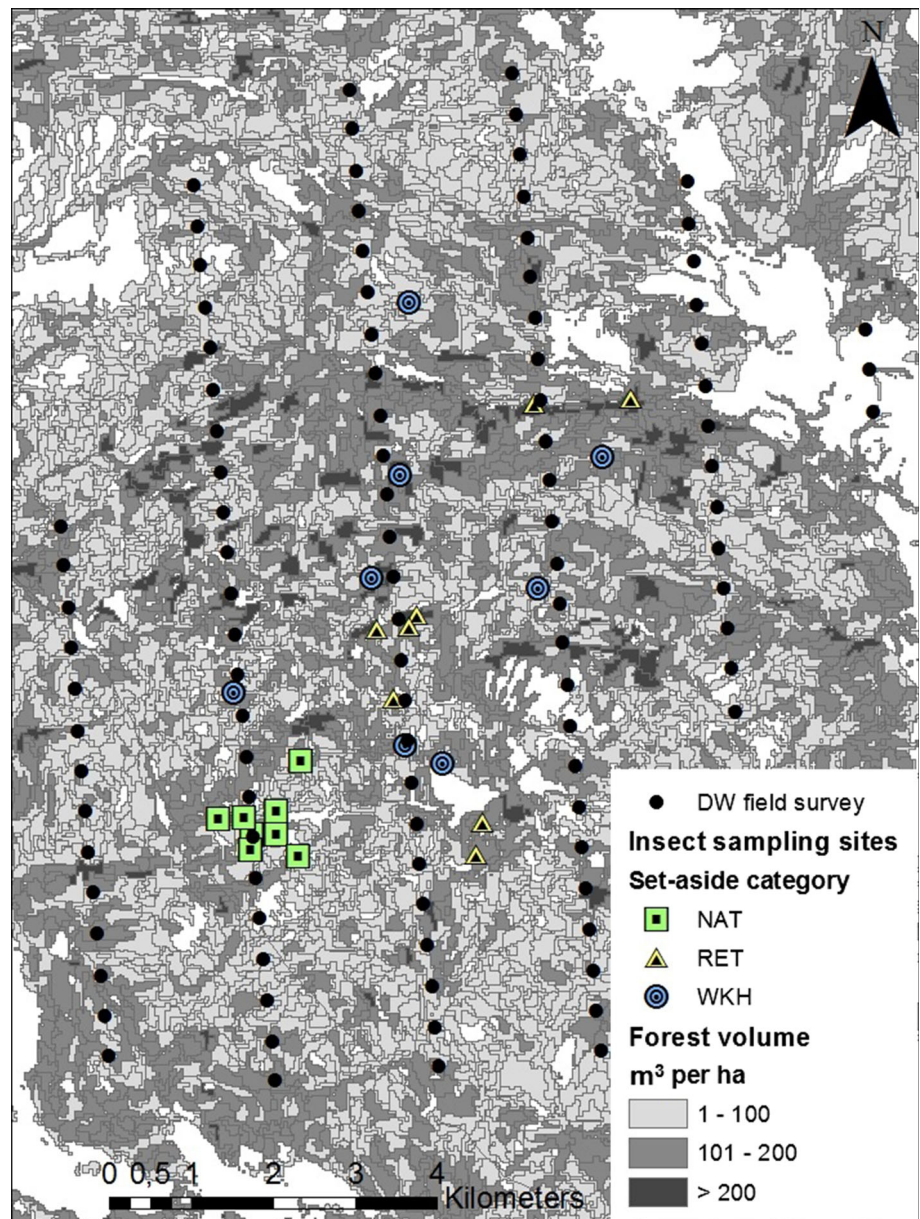 N
DW field survey
Insect sampling sites
Set-aside category
NAT
RET
WKH
Forest volume
m³ per ha
1 - 100
101 - 200
> 200
0 0,5 1 2 3 4
Kilometers